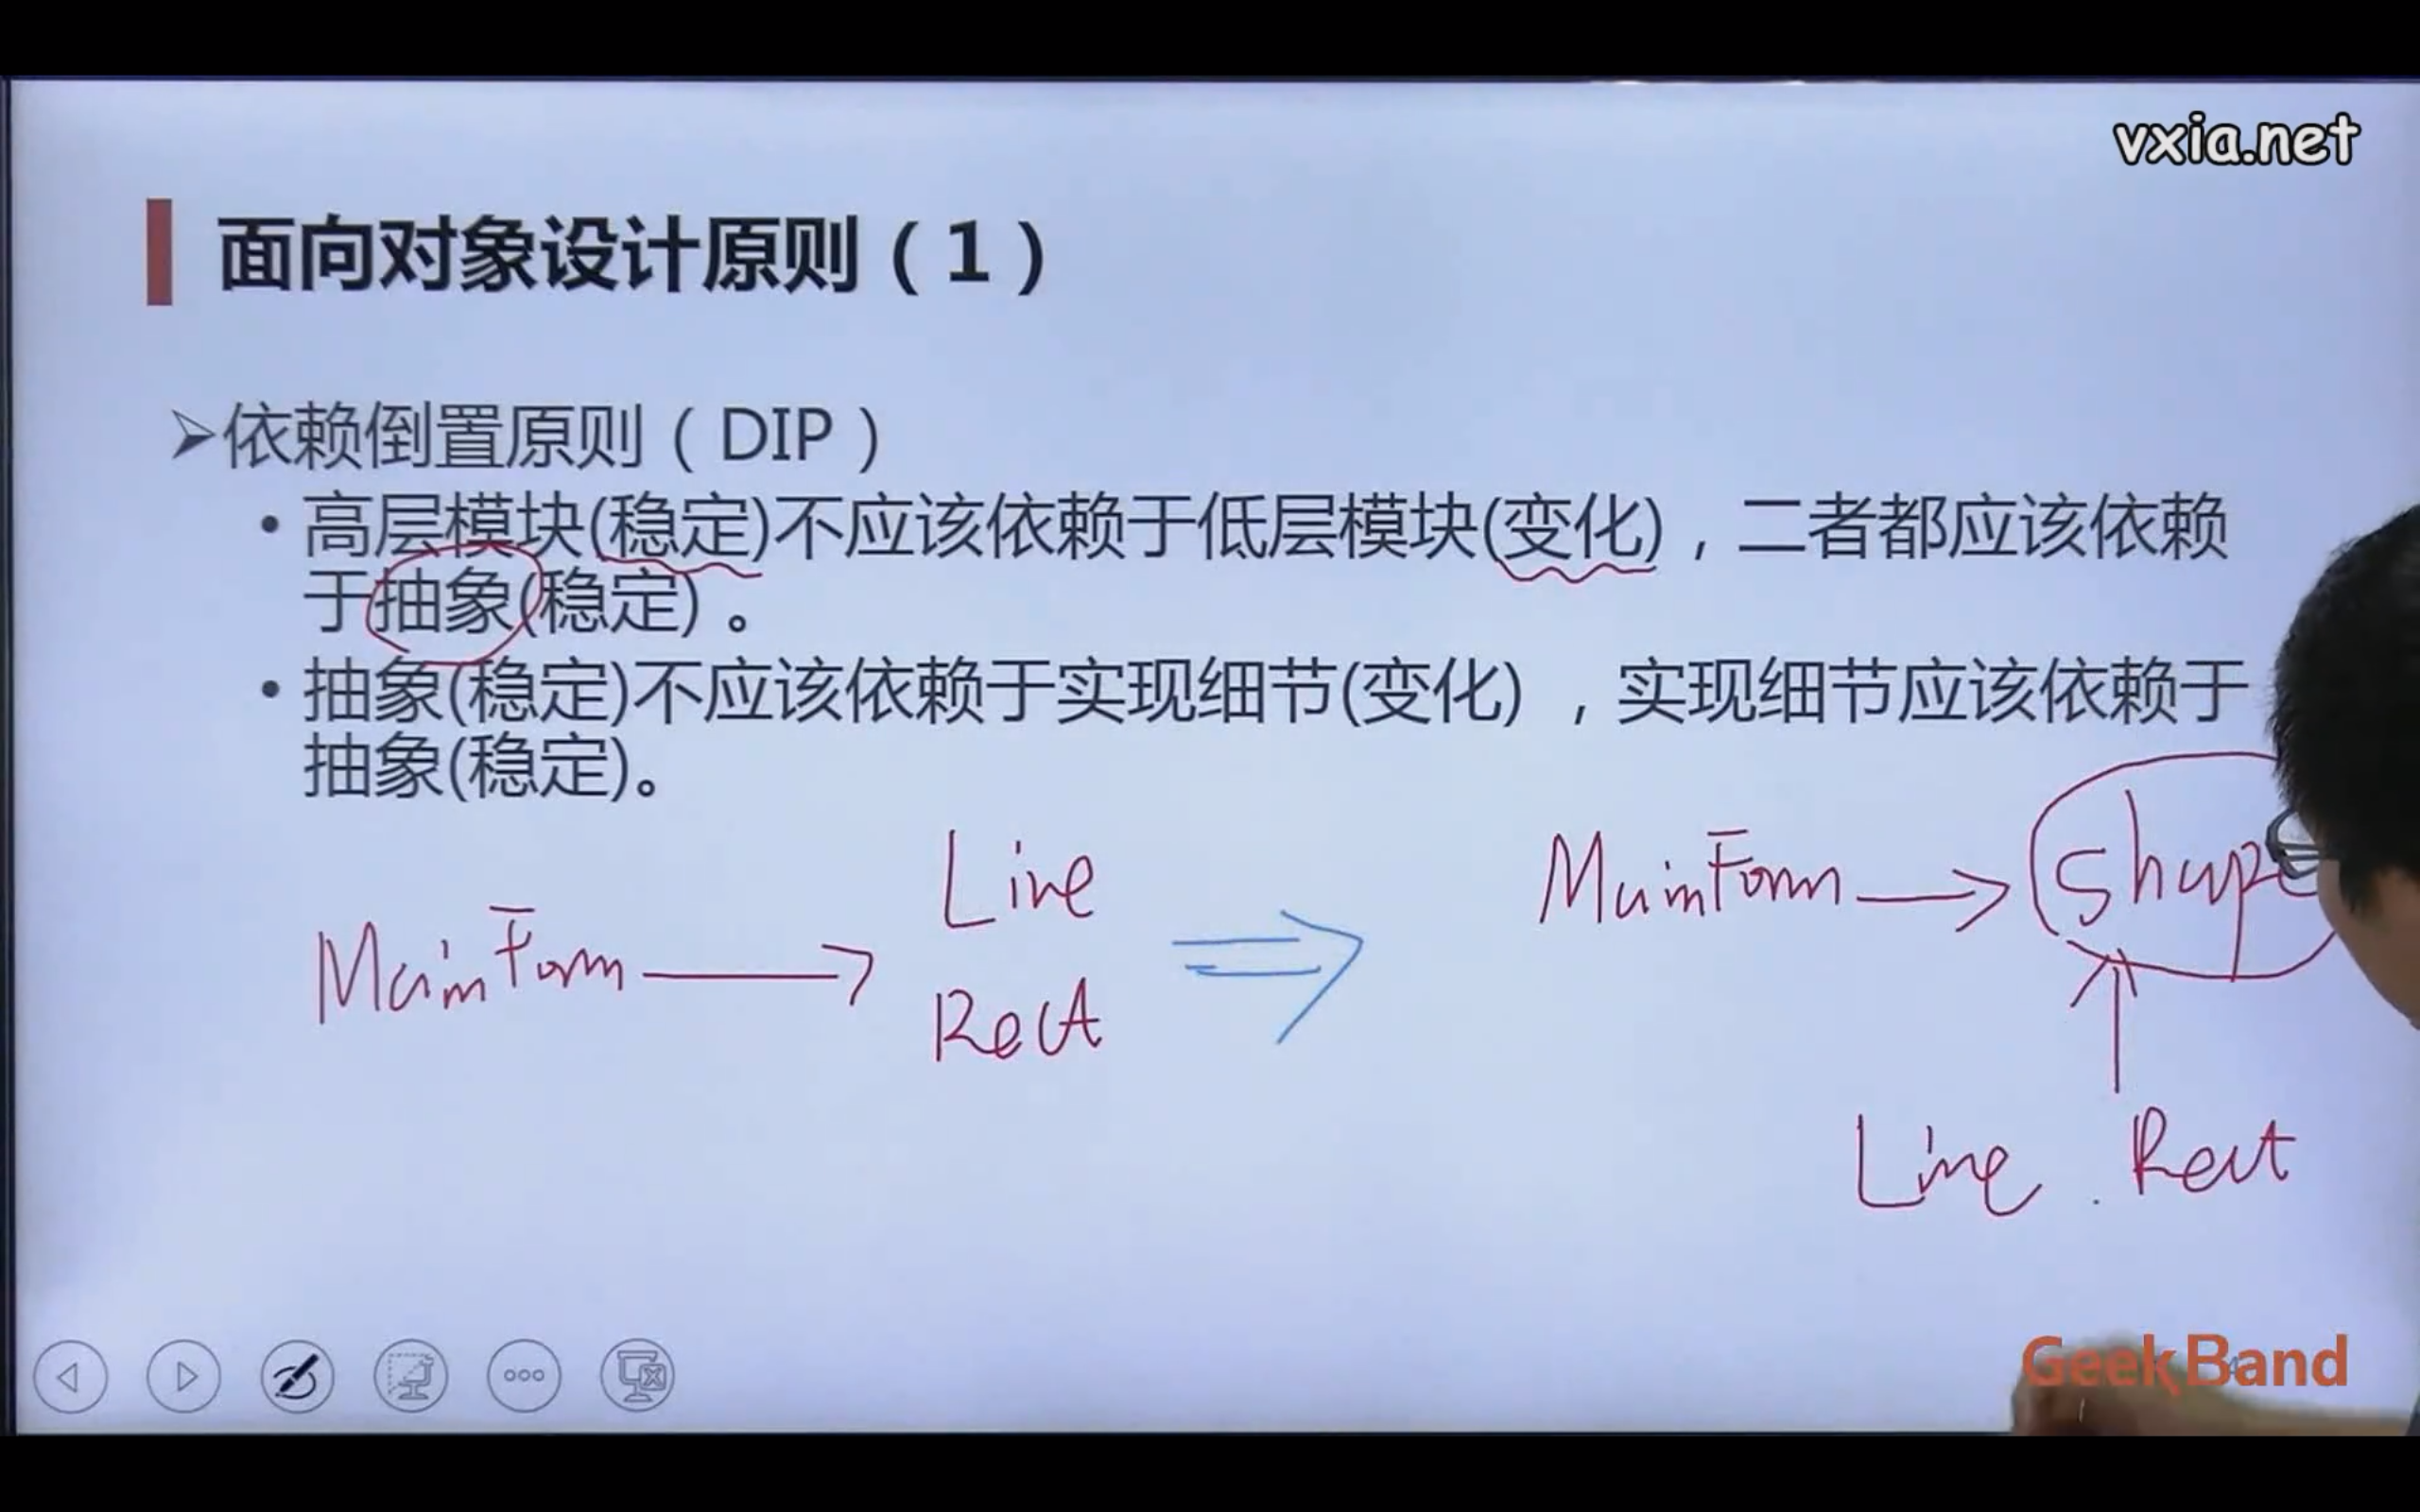 vxia.net
面向对象设计原则（1）
依赖倒置原则（DIP）
• 高层模块(稳定)不应该依赖于低层模块(变化)，二者都应该依赖
于抽象(稳定) 。
• 抽象(稳定)不应该依赖于实现细节(变化) ，实现细节应该依赖于
抽象(稳定)。
MainForm
Line
Rect
MainForm
Shape
Line
Rect
GeekBand